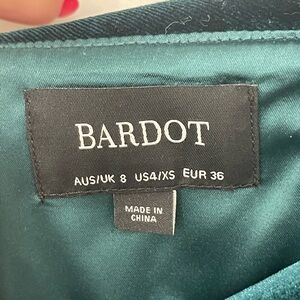 BARDOT
AUS/UK 8 US4/XS EUR 36
MADE IN
CHINA